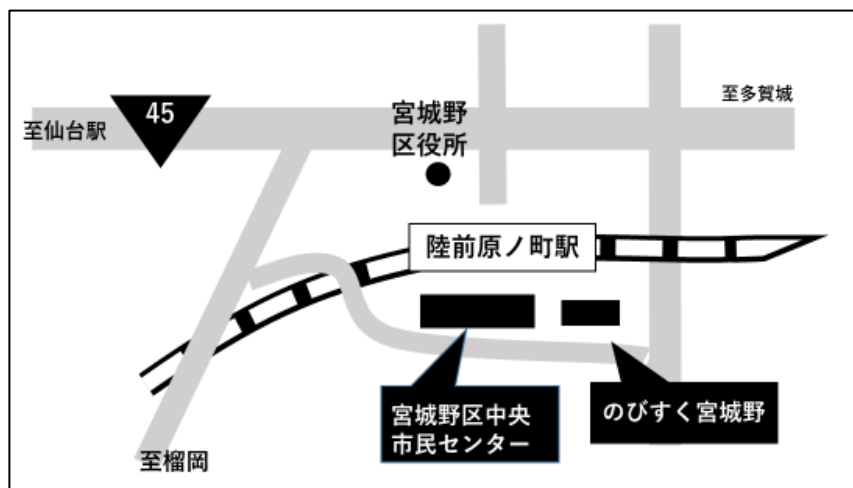 45
至多賀城
至仙台駅
宮城野
区役所
陸前原ノ町駅
宮城野区中央
市民センター
のびすく宮城野
至榴岡